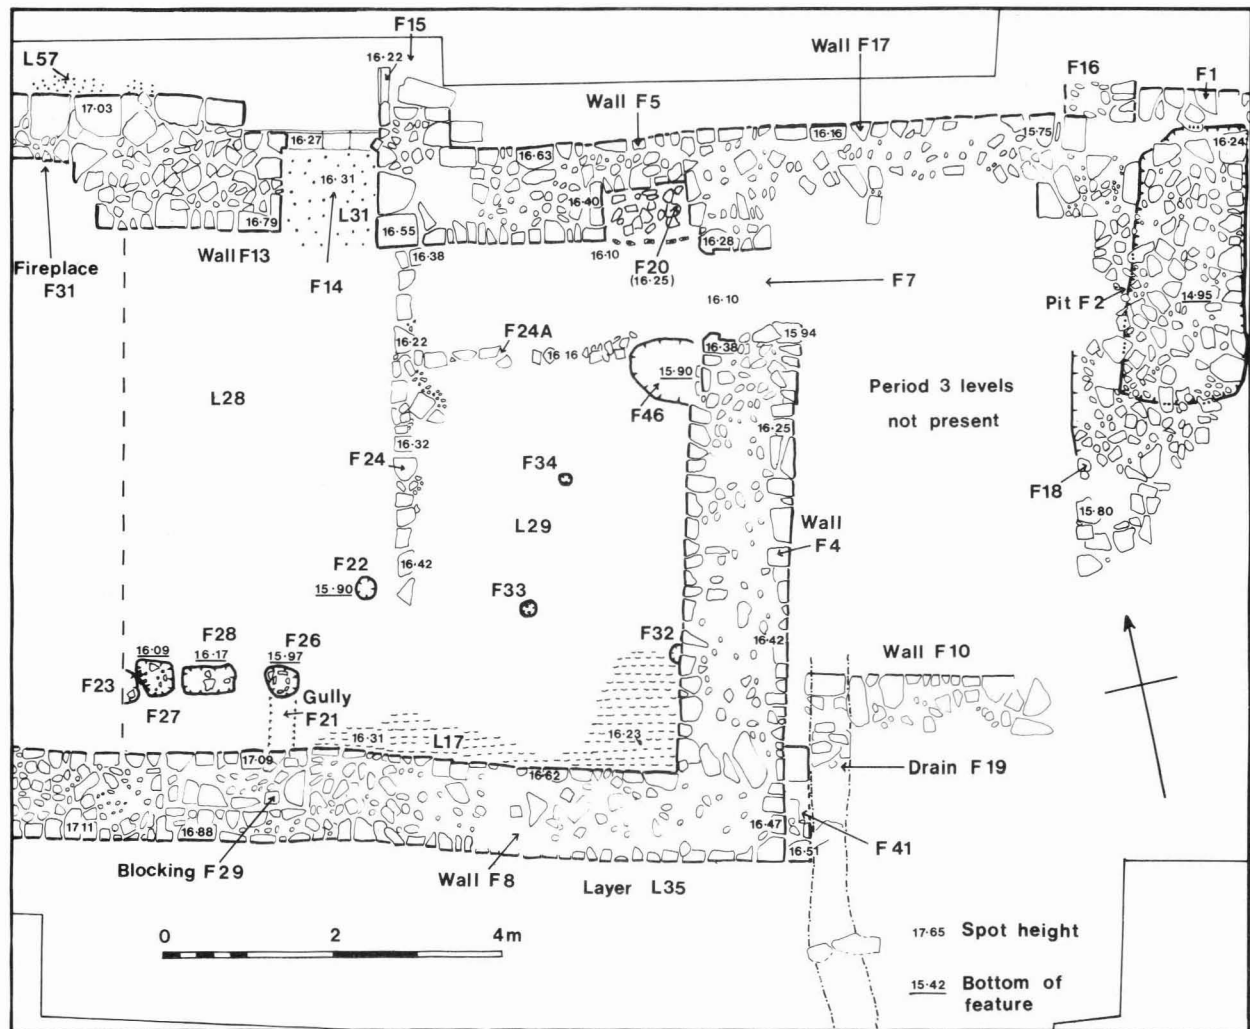 F15
Wall F17
L57
16·22
F16
F1
17·03
Wall F5
16·27
16·63
16·16
15·75
16·24
16·31
16·40
L31
16·79
16·55
16·28
Wall F13
16·38
16·10
F20
(16·25)
F7
Fireplace
F31
F14
16·10
Pit F2
14·95
16·22
F24A
16 16
16·38
15 94
15·90
F46
Period 3 levels
not present
L28
16·25
16·32
F24
F34
F18
L29
15·80
Wall
F4
16·42
F22
15·90
F33
F32
16·42
16·09
F28
16·17
F26
15·97
Wall F10
F23
F27
Gully
F21
16·31
L17
16·23
17·09
16·62
Drain F19
17 11
16·88
16·47
16·51
F41
Blocking F29
Wall F8
Layer L35
0 2 4m
17·65 Spot height
15·42 Bottom of
feature